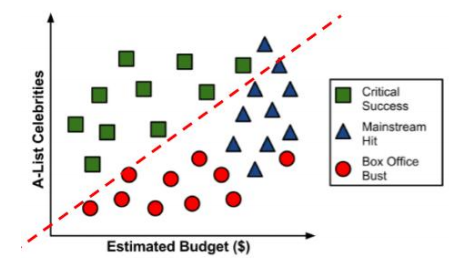 A-List Celebrities
Critical
Success
Mainstream
Hit
Box Office
Bust
Estimated Budget ($)